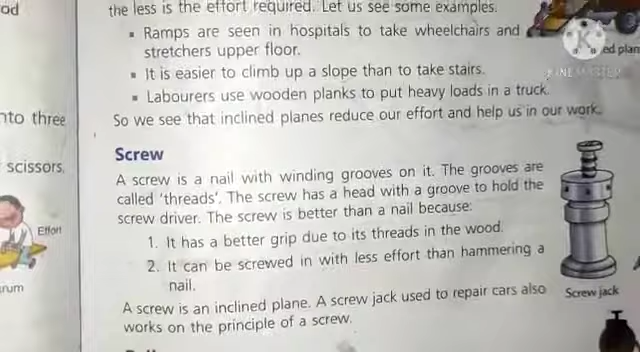 od
the less is the effort required. Let us see some examples.
▪ Ramps are seen in hospitals to take wheelchairs and
stretchers upper floor.
▪ It is easier to climb up a slope than to take stairs.
▪ Labourers use wooden planks to put heavy loads in a truck.
So we see that inclined planes reduce our effort and help us in our work.
ed plan
KINEMASTER
nto three
scissors.
Effort
rum
Screw
A screw is a nail with winding grooves on it. The grooves are
called 'threads'. The screw has a head with a groove to hold the
screw driver. The screw is better than a nail because:
1. It has a better grip due to its threads in the wood.
2. It can be screwed in with less effort than hammering a
nail.
A screw is an inclined plane. A screw jack used to repair cars also
works on the principle of a screw.
Screw jack